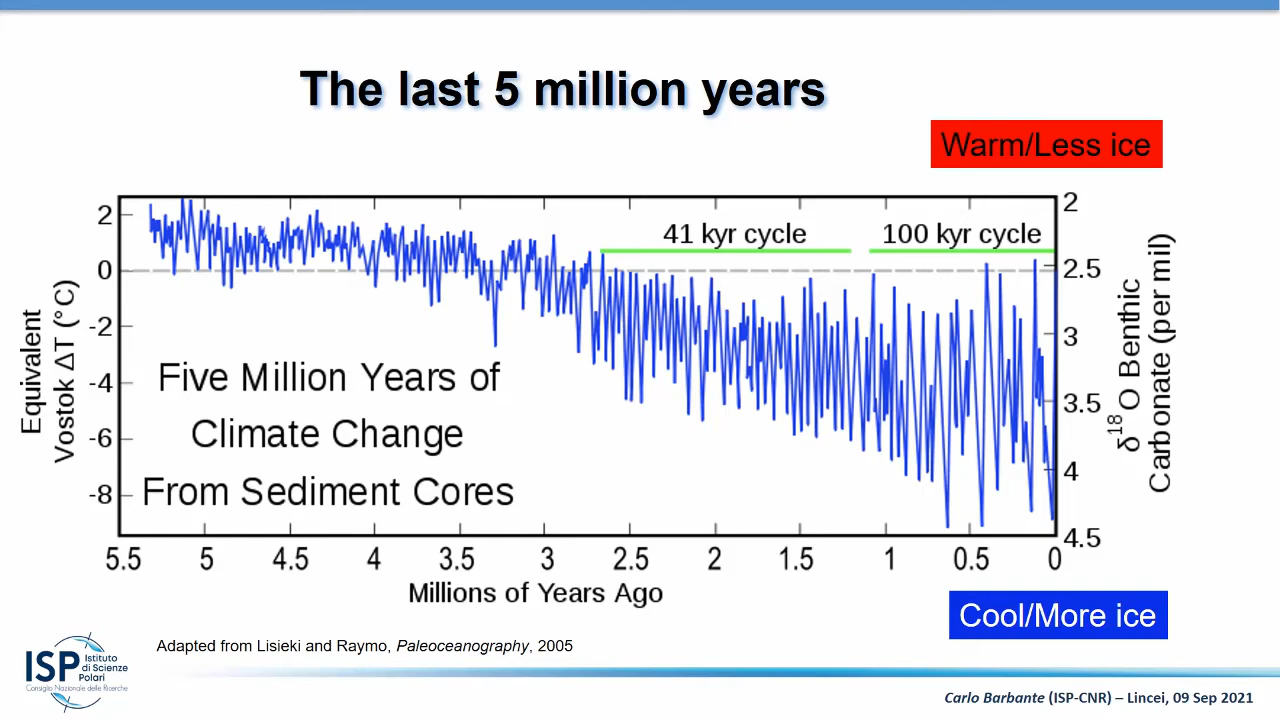 The last 5 million years
Warm/Less ice
2
0
-2
-4
-6
-8
Equivalent
Vostok ΔT (°C)
41 kyr cycle
100 kyr cycle
Five Million Years of
Climate Change
From Sediment Cores
2
2.5
3
3.5
4
4.5
δ18 O Benthic
Carbonate (per mil)
5.5 5 4.5 4 3.5 3 2.5 2 1.5 1 0.5 0
Millions of Years Ago
Cool/More ice
Adapted from Lisieki and Raymo, Paleoceanography, 2005
ISP Istituto
di Scienze
Polari
Consiglio Nazionale delle Ricerche
Carlo Barbante (ISP-CNR) – Lincei, 09 Sep 2021